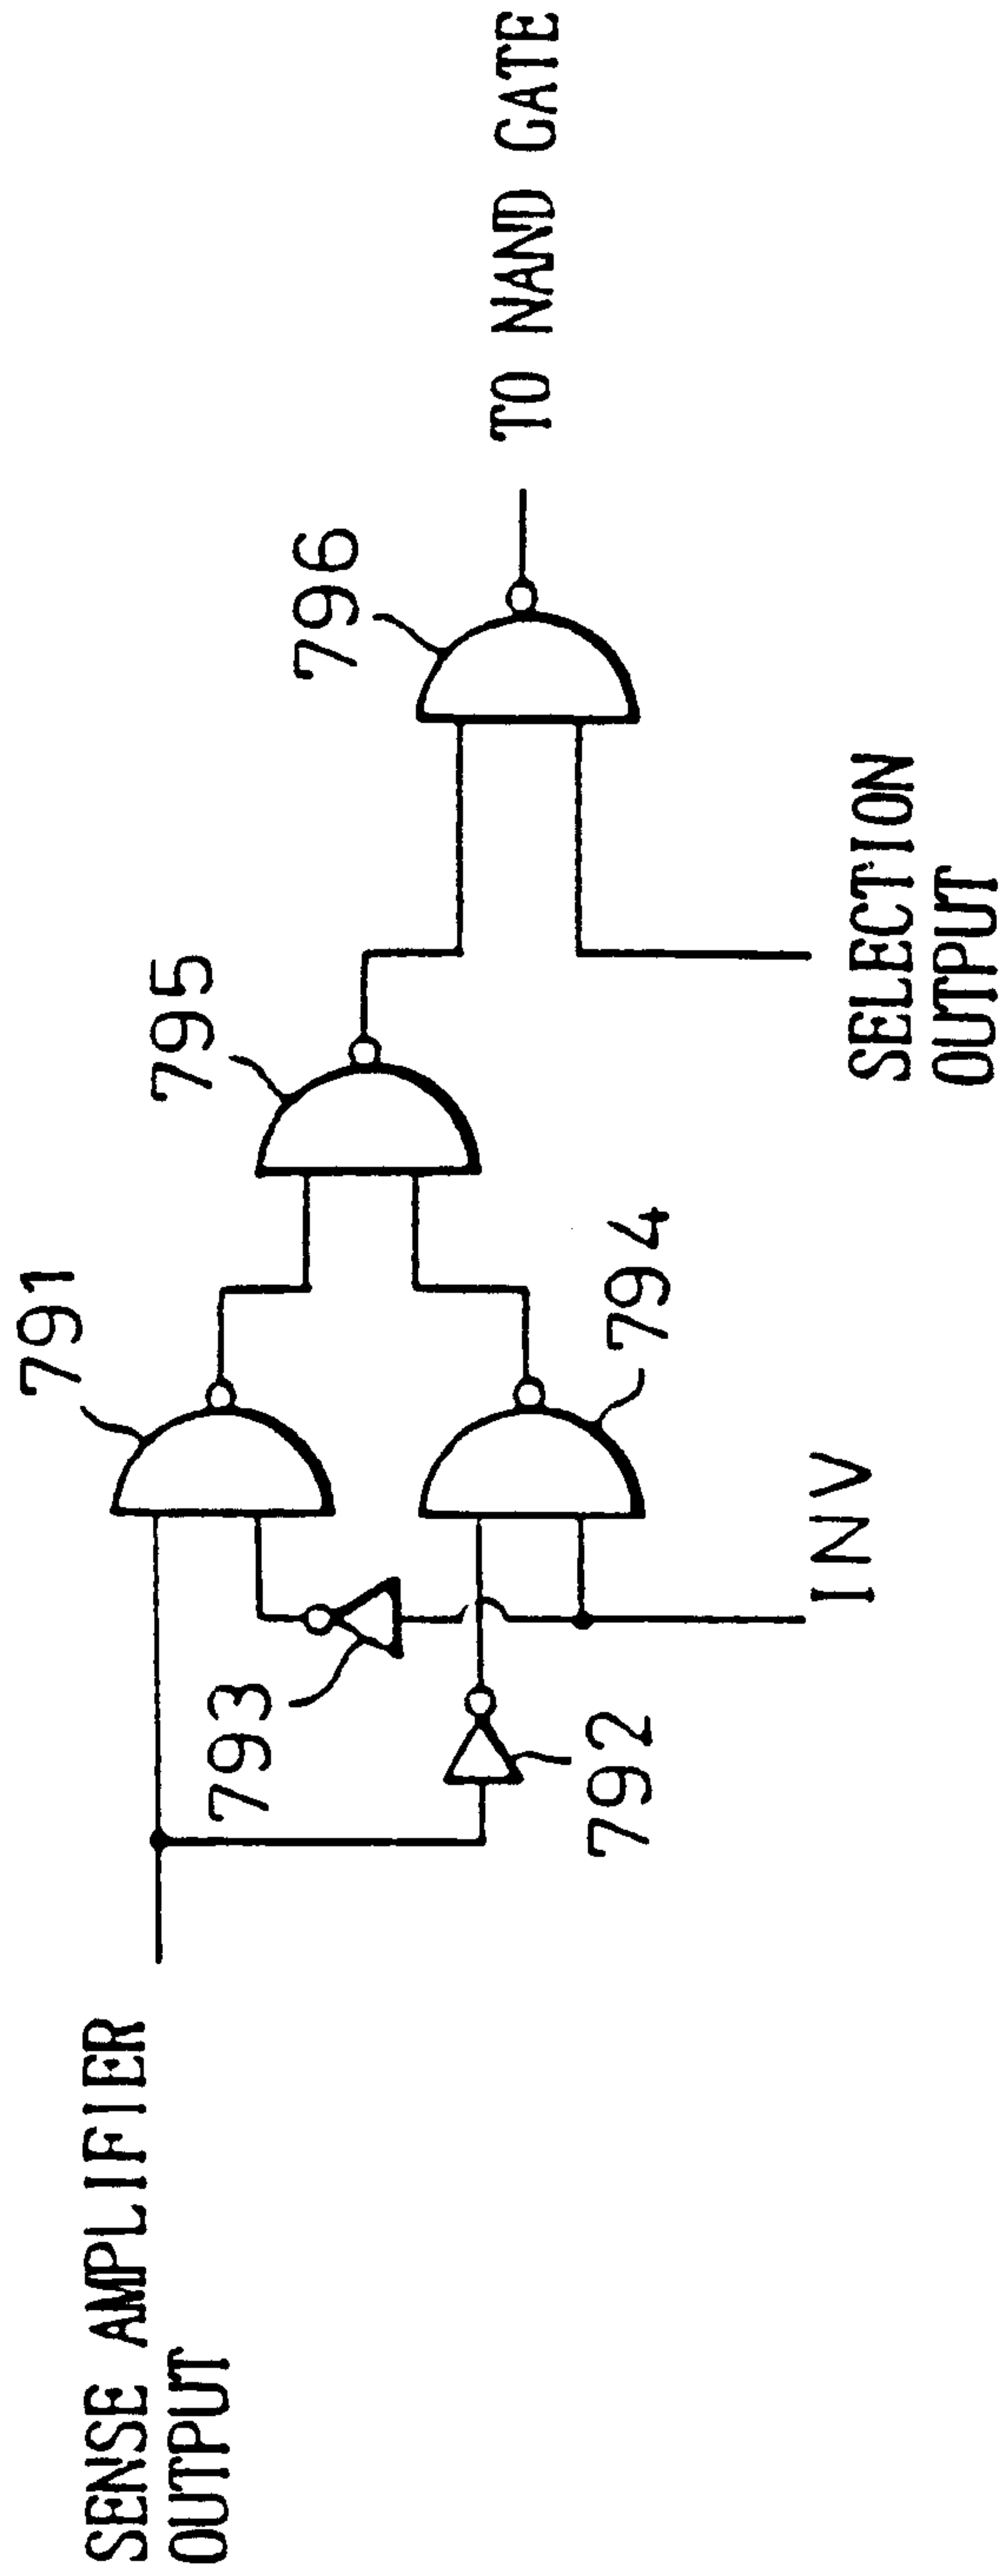 SENSE AMPLIFIER
OUTPUT
791
793
792
794
INV
795
796
SELECTION
OUTPUT
TO NAND GATE